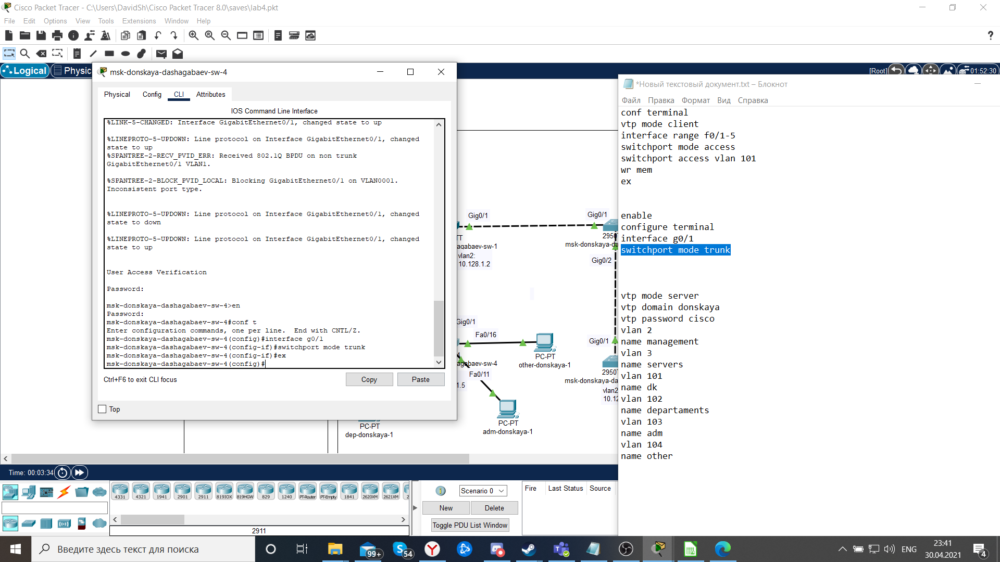 Cisco Packet Tracer - C:\Users\DavidSh\Cisco Packet Tracer 8.0\saves\lab4.pkt
File Edit Options View Tools Extensions Window Help
Logical
Physic
[Root]
01:52:30
msk-donskaya-dashagabaev-sw-4
Physical Config CLI Attributes
IOS Command Line Interface
%LINK-5-CHANGED: Interface GigabitEthernet0/1, changed state to up
%LINEPROTO-5-UPDOWN: Line protocol on Interface GigabitEthernet0/1, changed
state to up
%SPANTREE-2-RECV_PVID_ERR: Received 802.1Q BPDU on non trunk
GigabitEthernet0/1 VLAN1.
%SPANTREE-2-BLOCK_PVID_LOCAL: Blocking GigabitEthernet0/1 on VLAN0001.
Inconsistent port type.
%LINEPROTO-5-UPDOWN: Line protocol on Interface GigabitEthernet0/1, changed
state to down
%LINEPROTO-5-UPDOWN: Line protocol on Interface GigabitEthernet0/1, changed
state to up
User Access Verification
Password:
msk-donskaya-dashagabaev-sw-4>en
Password:
msk-donskaya-dashagabaev-sw-4#conf t
Enter configuration commands, one per line.  End with CNTL/Z.
msk-donskaya-dashagabaev-sw-4(config)#interface g0/1
msk-donskaya-dashagabaev-sw-4(config-if)#switchport mode trunk
msk-donskaya-dashagabaev-sw-4(config-if)#ex
msk-donskaya-dashagabaev-sw-4(config)#
Ctrl+F6 to exit CLI focus
Copy
Paste
Top
Gig0/1
Gig0/1
TT
agabaev-sw-1
vlan2:
10.128.1.2
2950T
msk-donskaya-da
Gig0/2
Gig0/1
Fa0/16
PC-PT
other-donskaya-1
agabaev-sw-4
Fa0/11
1.5
Gig0/1
2950T
msk-donskaya-da
vlan2
10.12
PC-PT
adm-donskaya-1
PC-PT
dep-donskaya-1
*Новый текстовый документ.txt – Блокнот
Файл Правка Формат Вид Справка
conf terminal
vtp mode client
interface range f0/1-5
switchport mode access
switchport access vlan 101
wr mem
ex
enable
configure terminal
interface g0/1
switchport mode trunk
vtp mode server
vtp domain donskaya
vtp password cisco
vlan 2
name management
vlan 3
name servers
vlan 101
name dk
vlan 102
name departaments
vlan 103
name adm
vlan 104
name other
Time: 00:03:34
4331 4321 1941 2901 2911 819IOX 819HGW 829 1240 PT-Router PT-Empty 1841 2620XM 2621XM 2
2911
Scenario 0
New
Delete
Toggle PDU List Window
Fire Last Status Source
Введите здесь текст для поиска
99+
54
ENG
23:41
30.04.2021
4